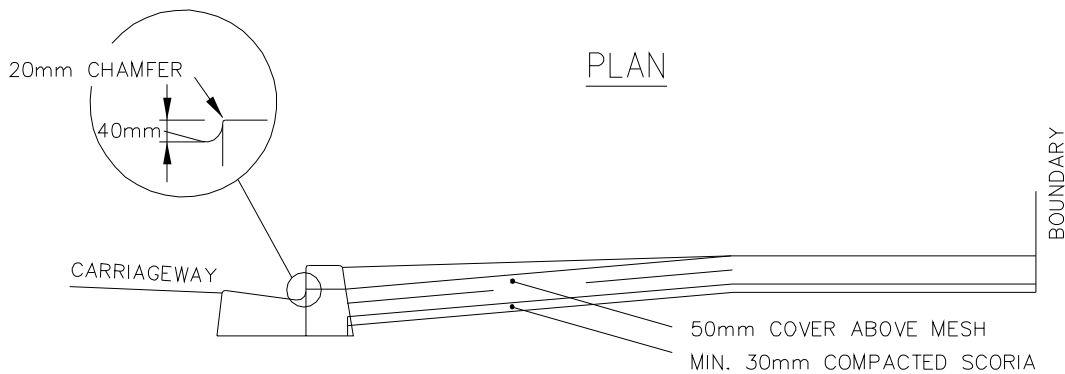 PLAN
20mm CHAMFER
40mm
BOUNDARY
CARRIAGEWAY
50mm COVER ABOVE MESH
MIN. 30mm COMPACTED SCORIA